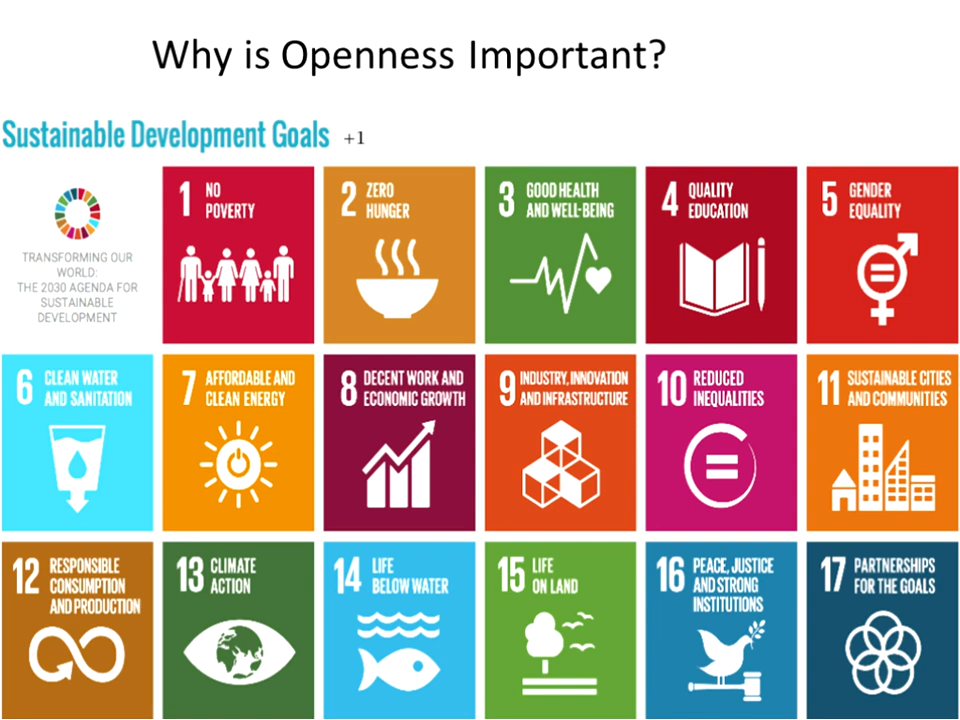 Why is Openness Important?
Sustainable Development Goals +1
TRANSFORMING OUR
WORLD:
THE 2030 AGENDA FOR
SUSTAINABLE
DEVELOPMENT
1 NO
POVERTY
2 ZERO
HUNGER
3 GOOD HEALTH
AND WELL-BEING
4 QUALITY
EDUCATION
5 GENDER
EQUALITY
6 CLEAN WATER
AND SANITATION
7 AFFORDABLE AND
CLEAN ENERGY
8 DECENT WORK AND
ECONOMIC GROWTH
9 INDUSTRY, INNOVATION
AND INFRASTRUCTURE
10 REDUCED
INEQUALITIES
11 SUSTAINABLE CITIES
AND COMMUNITIES
12 RESPONSIBLE
CONSUMPTION
AND PRODUCTION
13 CLIMATE
ACTION
14 LIFE
BELOW WATER
15 LIFE
ON LAND
16 PEACE, JUSTICE
AND STRONG
INSTITUTIONS
17 PARTNERSHIPS
FOR THE GOALS